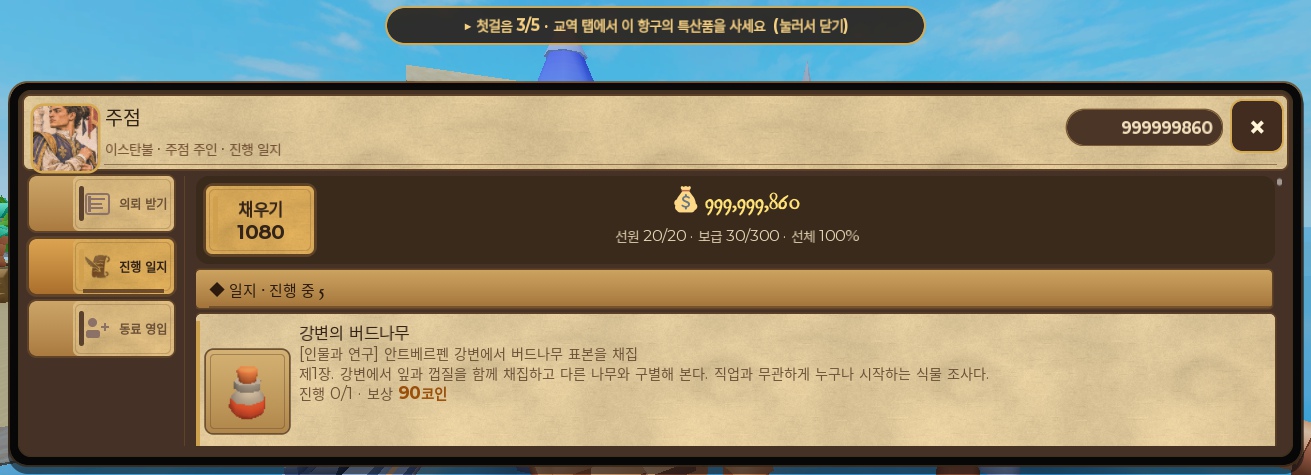 ▸ 첫걸음 3/5 · 교역 탭에서 이 항구의 특산품을 사세요 (눌러서 닫기)
주점
이스탄불 · 주점 주인 · 진행 일지
999999860
×
의뢰 받기
진행 일지
동료 영입
채우기
1080
$
999,999,860
선원 20/20 · 보급 30/300 · 선체 100%
◆ 일지 · 진행 중 5
강변의 버드나무
[인물과 연구] 안트베르펜 강변에서 버드나무 표본을 채집
제1장. 강변에서 잎과 껍질을 함께 채집하고 다른 나무와 구별해 본다. 직업과 무관하게 누구나 시작하는 식물 조사다.
진행 0/1 · 보상 90코인